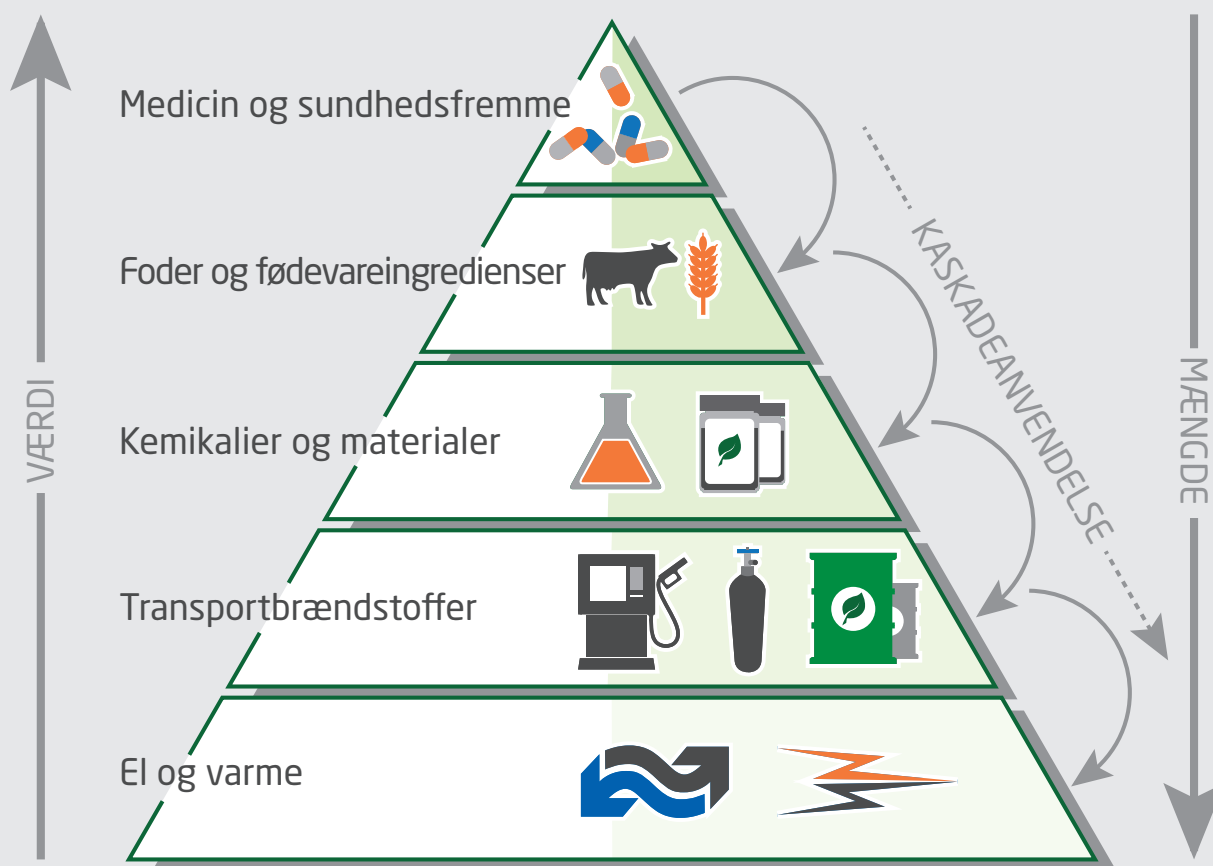 Medicin og sundhedsfremme
Foder og fødevareingredienser
Kemikalier og materialer
Transportbrændstoffer
El og varme
VÆRDI
KASKADEANVENDELSE
MÆNGDE